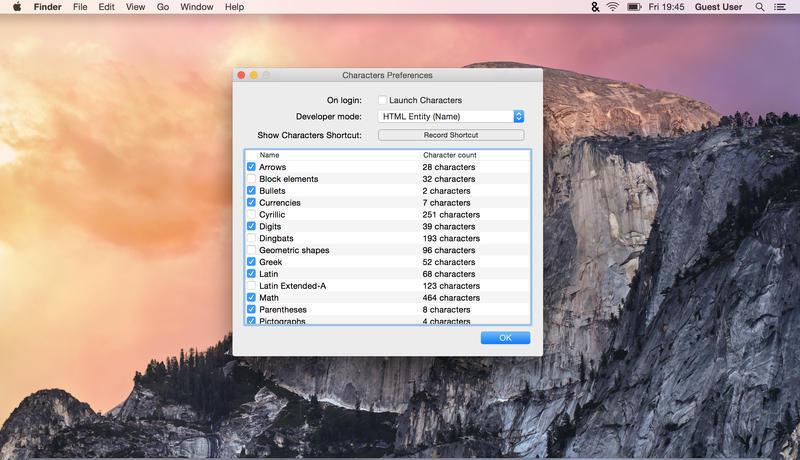 Finder File Edit View Go Window Help & Fri 19:45 Guest User
Characters Preferences
On login: Launch Characters
Developer mode: HTML Entity (Name)
Show Characters Shortcut: Record Shortcut
Name Character count
Arrows 28 characters
Block elements 32 characters
Bullets 2 characters
Currencies 7 characters
Cyrillic 251 characters
Digits 39 characters
Dingbats 193 characters
Geometric shapes 96 characters
Greek 52 characters
Latin 68 characters
Latin Extended-A 123 characters
Math 464 characters
Parentheses 8 characters
Pictographs 4 characters
OK